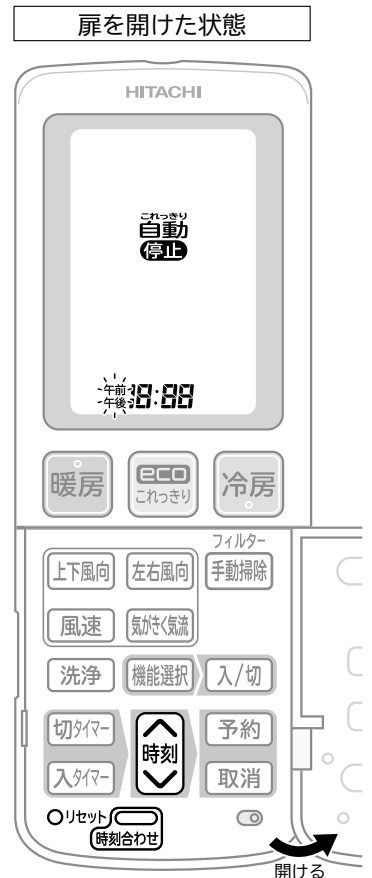 扉を開けた状態
HITACHI
これっきり
自動
停止
午前
午後 18:88
暖房
eco
これっきり
冷房
フィルター
上下風向 左右風向 手動掃除
風速 気がきく気流
洗浄 機能選択 入/切
切タイマー 時刻 予約
入タイマー 取消
リセット
時刻合わせ
開ける